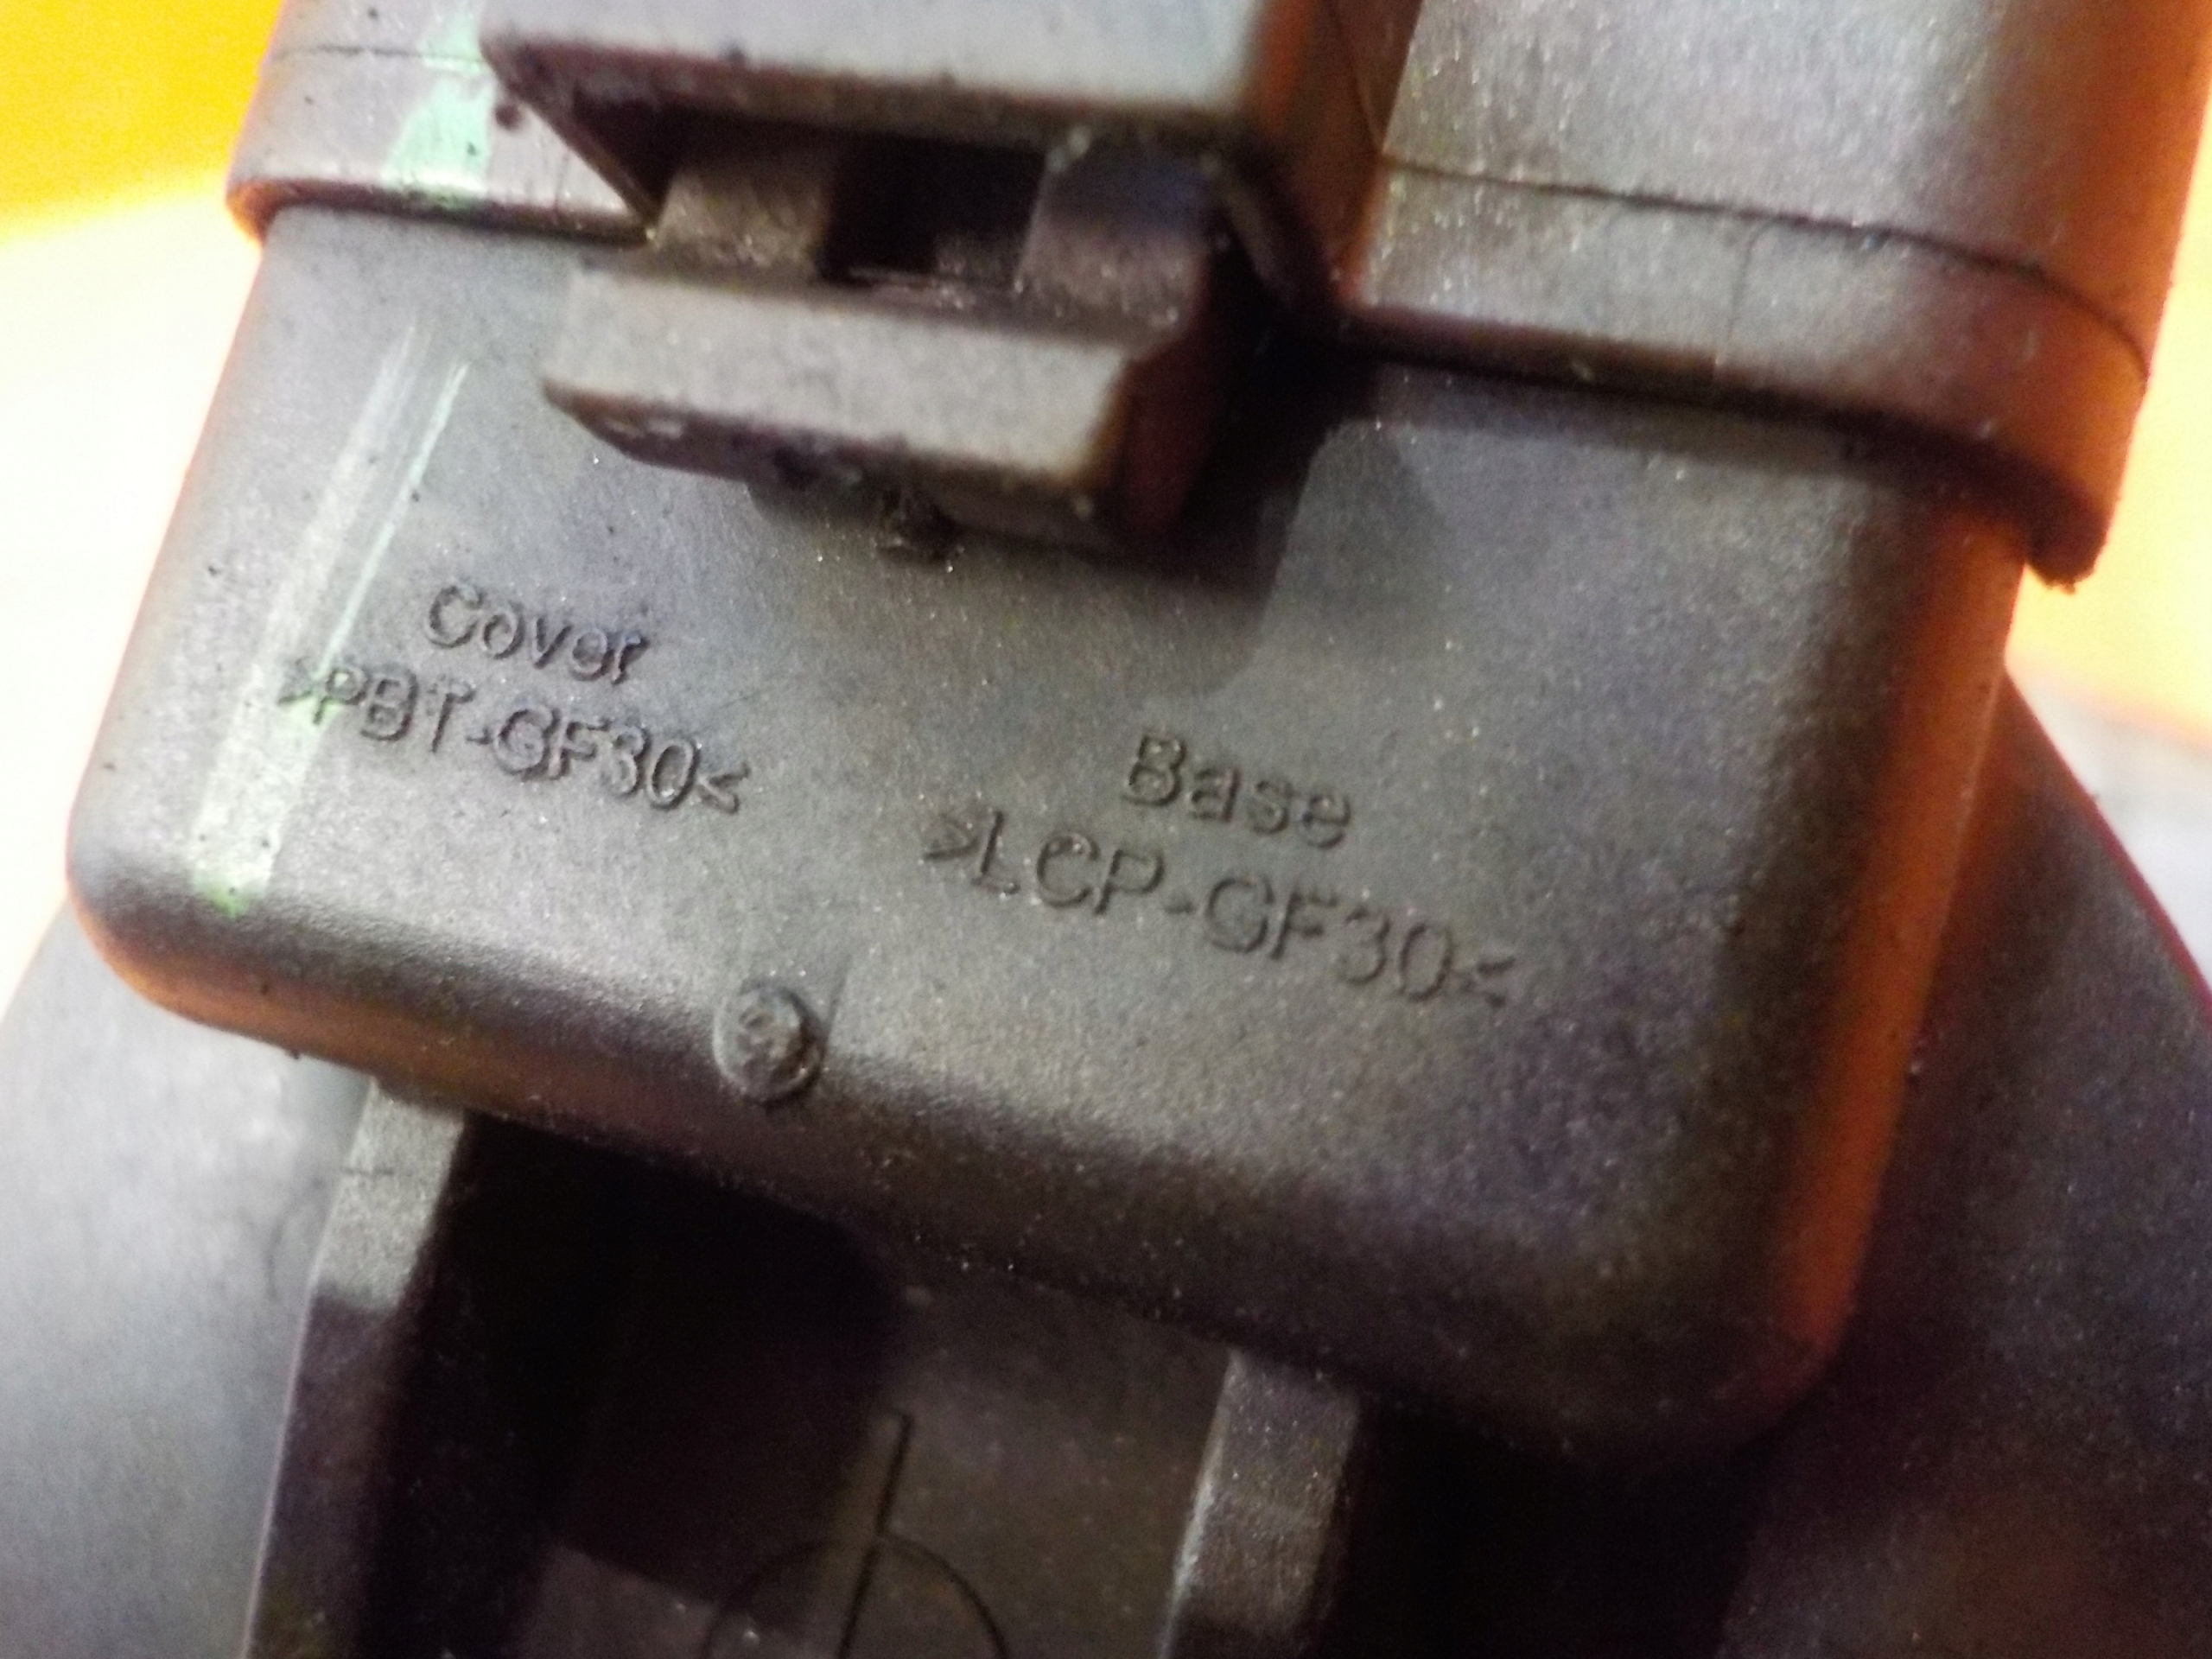 Cover
>PBT-GF30<
Base
>LCP-GF30<